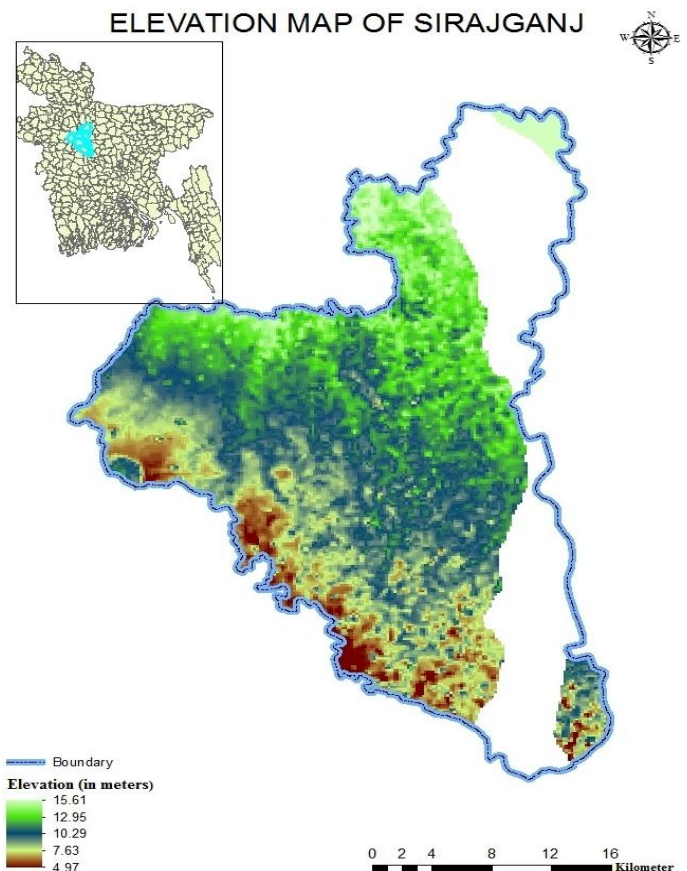 ELEVATION MAP OF SIRAJGANJ
N
W E
S
Boundary
Elevation (in meters)
15.61
12.95
10.29
7.63
4.97
0 2 4 8 12 16
Kilometer